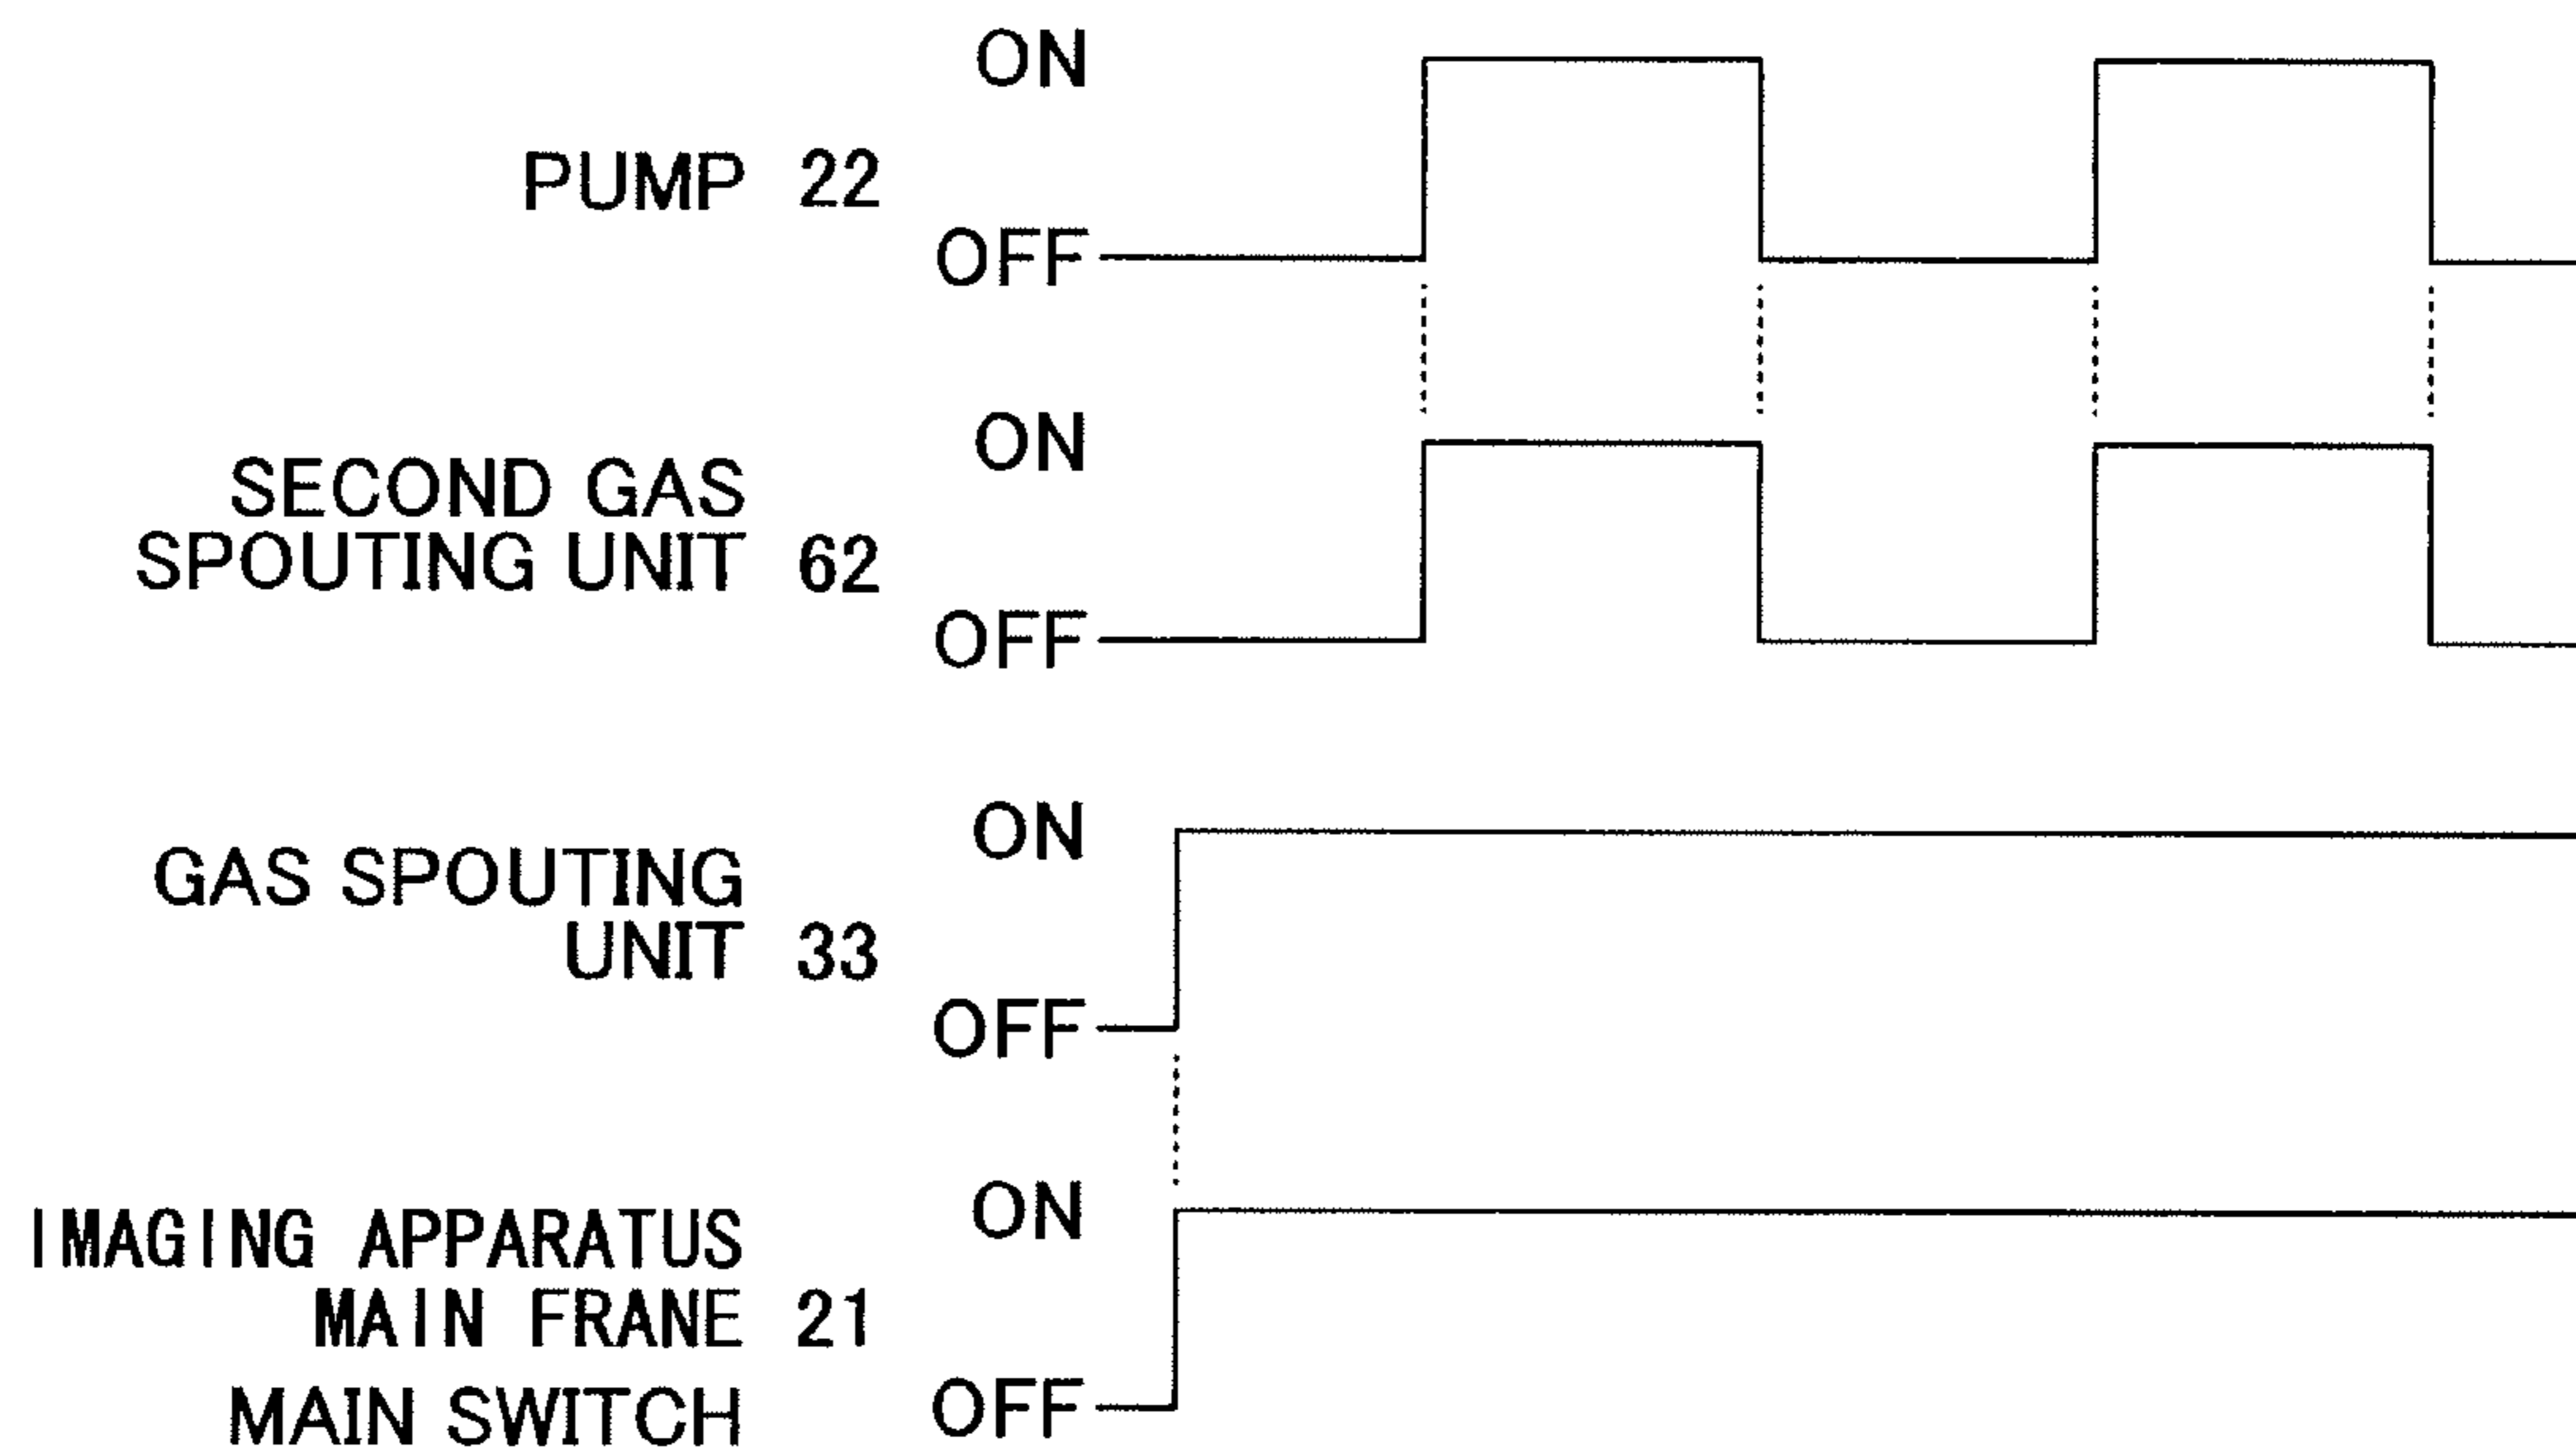 ON
PUMP 22
OFF
ON
SECOND GAS
SPOUTING UNIT 62
OFF
ON
GAS SPOUTING
UNIT 33
OFF
ON
IMAGING APPARATUS
MAIN FRANE 21
MAIN SWITCH
OFF